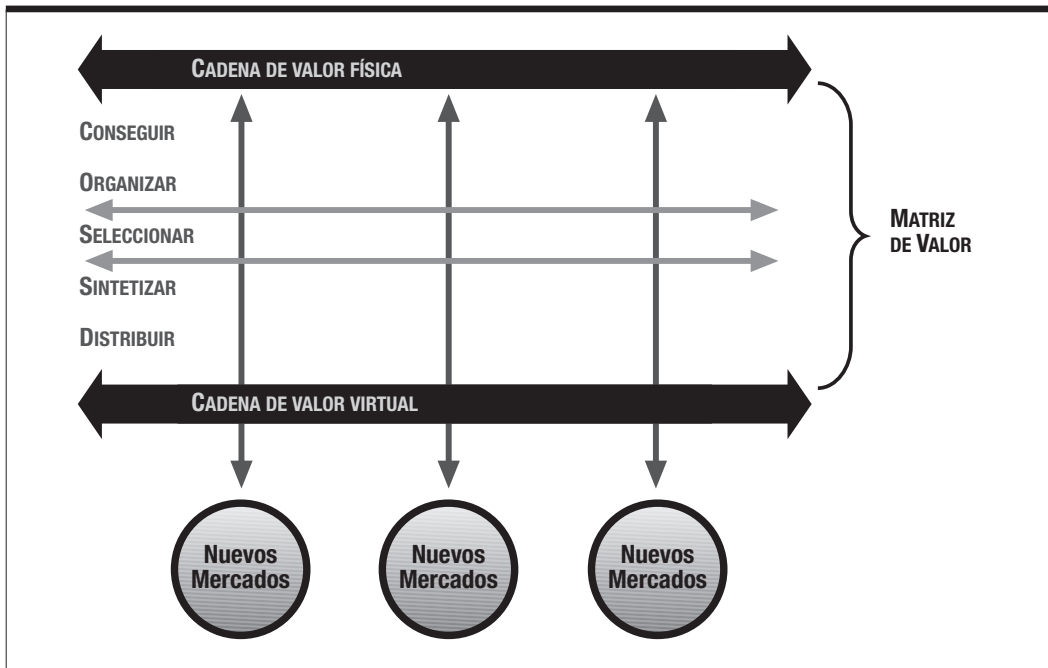 CADENA DE VALOR FÍSICA
CONSEGUIR
ORGANIZAR
SELECCIONAR
SINTETIZAR
DISTRIBUIR
MATRIZ
DE VALOR
CADENA DE VALOR VIRTUAL
Nuevos
Mercados
Nuevos
Mercados
Nuevos
Mercados